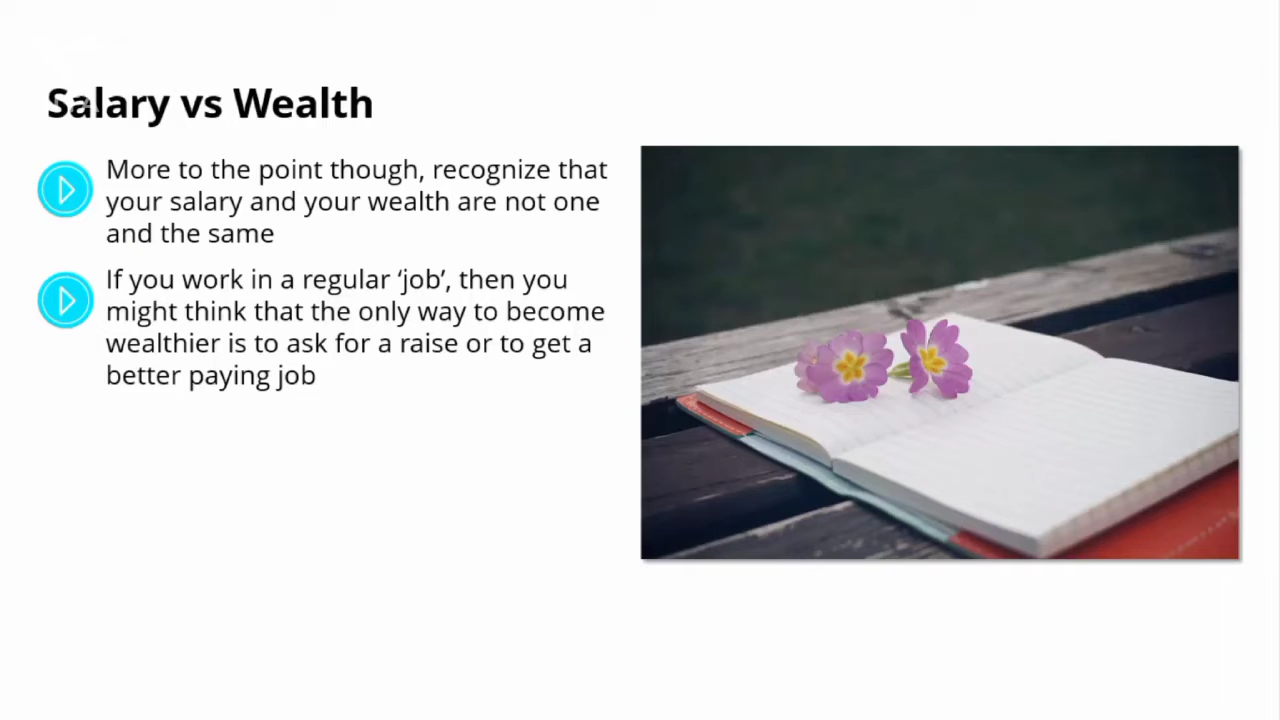 Salary vs Wealth
More to the point though, recognize that
your salary and your wealth are not one
and the same
If you work in a regular ‘job’, then you
might think that the only way to become
wealthier is to ask for a raise or to get a
better paying job